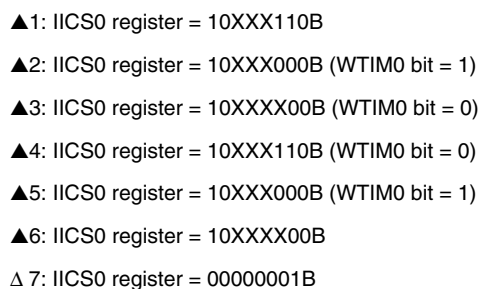 ▲1: IICS0 register = 10XXX110B
▲2: IICS0 register = 10XXX000B (WTIM0 bit = 1)
▲3: IICS0 register = 10XXXX00B (WTIM0 bit = 0)
▲4: IICS0 register = 10XXX110B (WTIM0 bit = 0)
▲5: IICS0 register = 10XXX000B (WTIM0 bit = 1)
▲6: IICS0 register = 10XXXX00B
Δ 7: IICS0 register = 00000001B